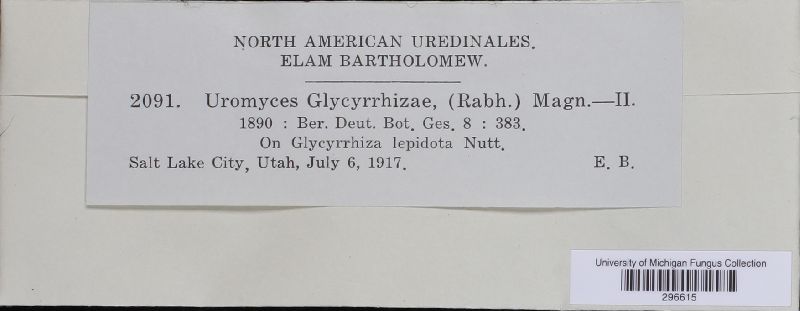 NORTH AMERICAN UREDINALES.
ELAM BARTHOLOMEW.
2091. Uromyces Glycyrrhizae, (Rabh.) Magn.—II.
1890 : Ber. Deut. Bot. Ges. 8 : 383.
On Glycyrrhiza lepidota Nutt.
Salt Lake City, Utah, July 6, 1917. E. B.
University of Michigan Fungus Collection
296615